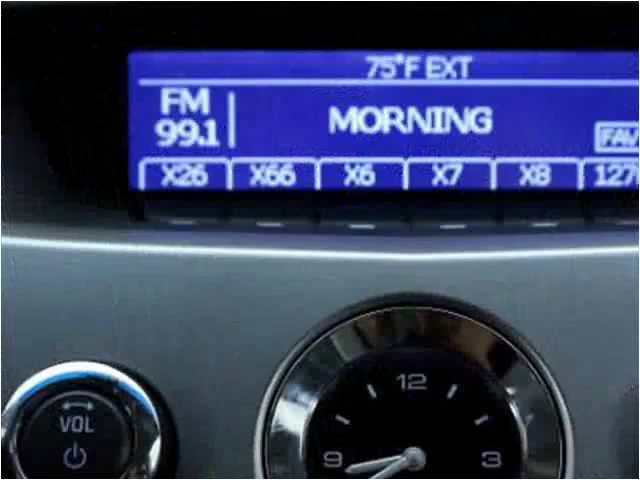 75°F EXT
FM
99.1
MORNING
FAV
X26 X66 X6 X7 X8
VOL
12
9 3